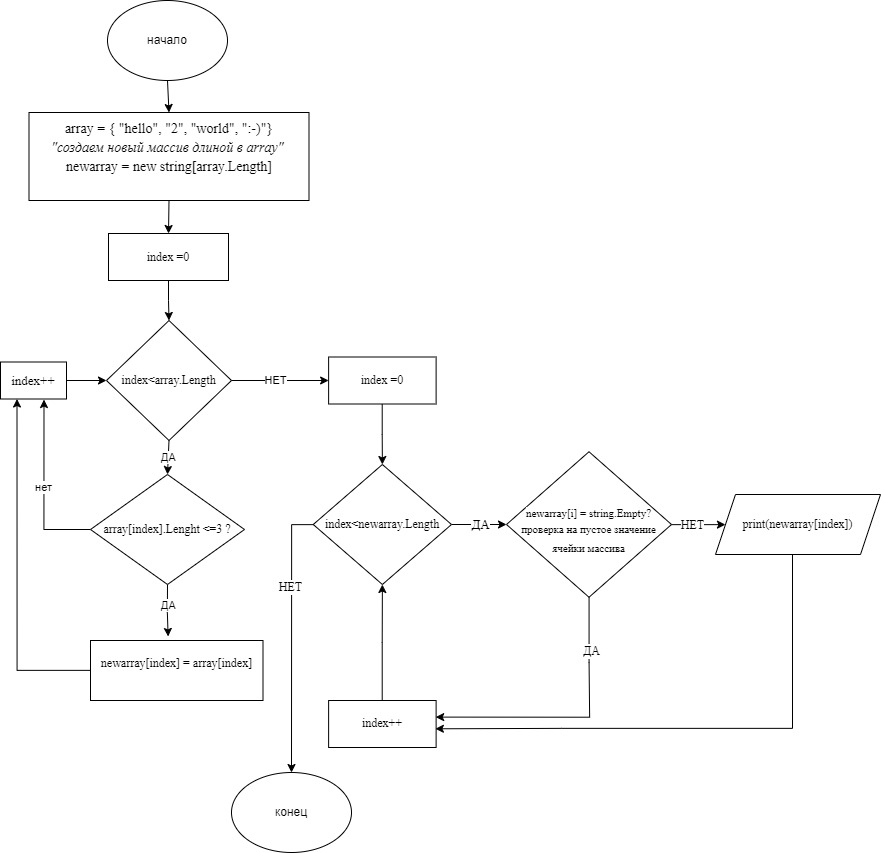 начало
array = { "hello", "2", "world", ":-)"}
"создаем новый массив длиной в array"
newarray = new string[array.Length]
index =0
index++
index<array.Length
НЕТ
index =0
ДА
нет
array[index].Lenght <=3 ?
ДА
newarray[index] = array[index]
index<newarray.Length
ДА
newarray[i] = string.Empty?
проверка на пустое значение
ячейки массива
НЕТ
print(newarray[index])
НЕТ
ДА
index++
конец